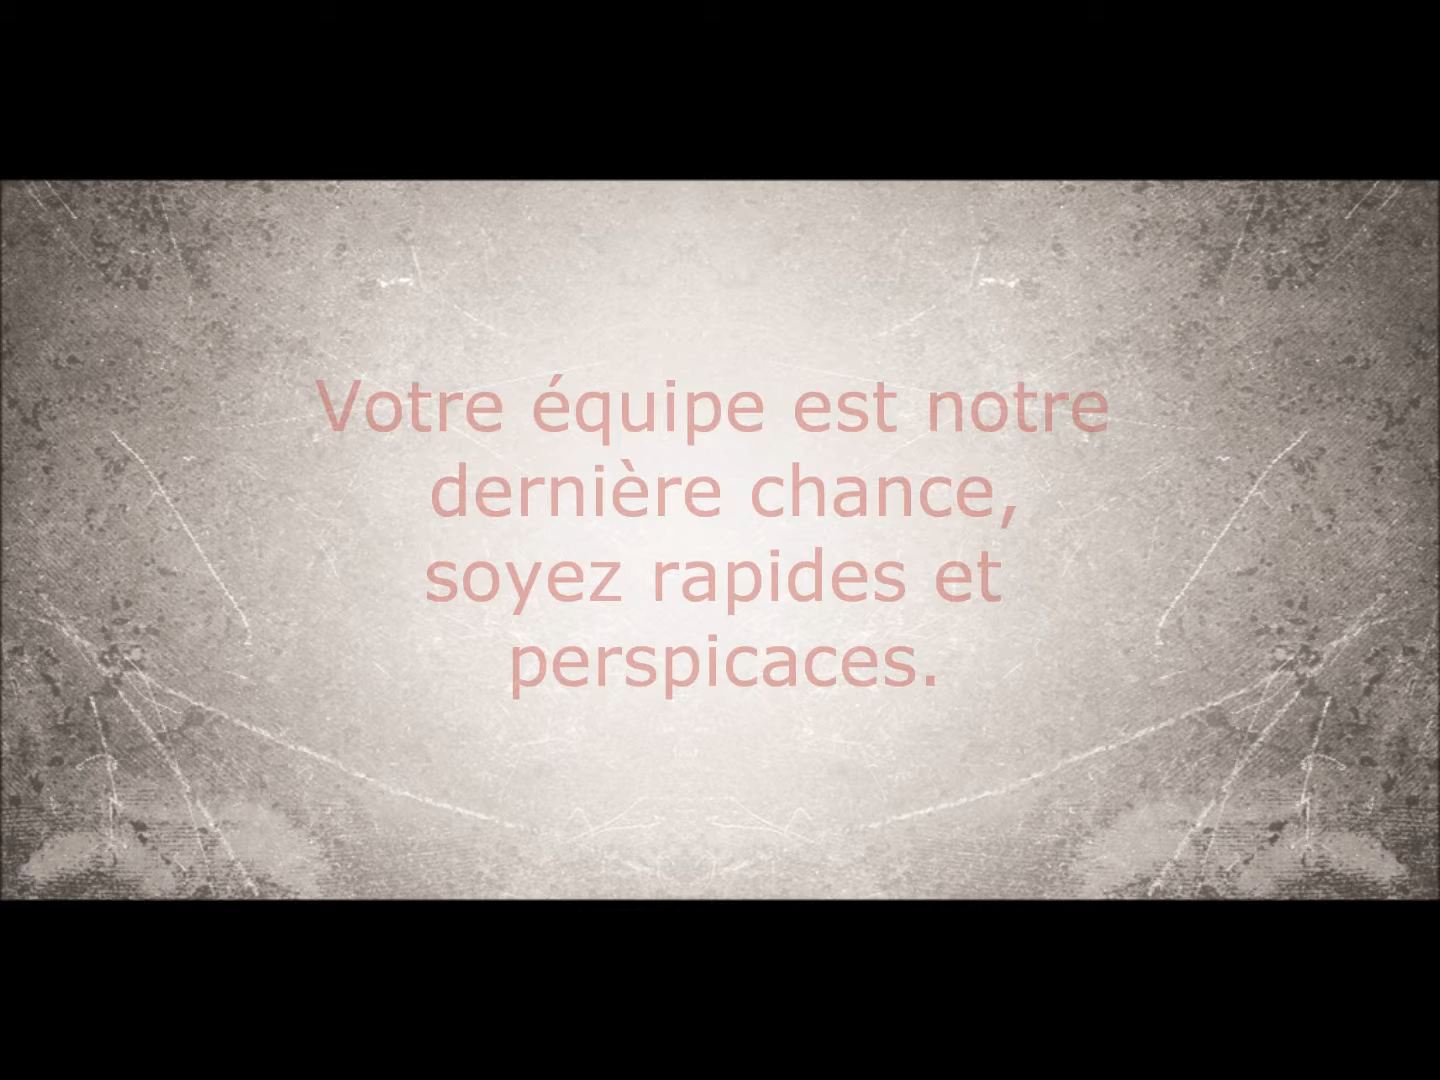 Votre équipe est notre
dernière chance,
soyez rapides et
perspicaces.